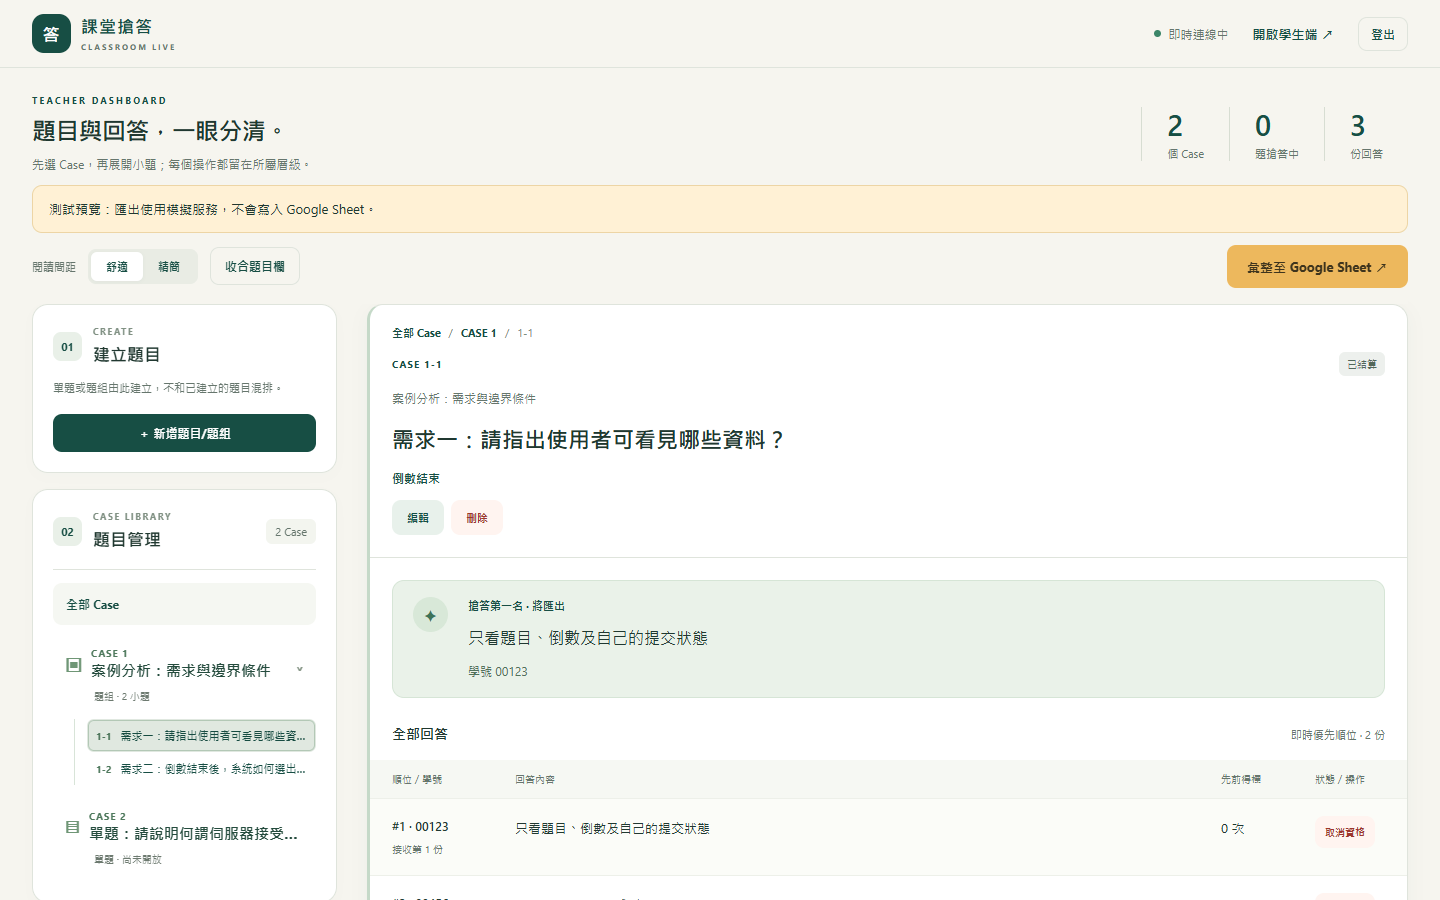 答
課堂搶答
CLASSROOM LIVE
即時連線中
開啟學生端 ↗
登出
TEACHER DASHBOARD
題目與回答，一眼分清。
先選 Case，再展開小題；每個操作都留在所屬層級。
2
個 Case
0
題搶答中
3
份回答
測試預覽：匯出使用模擬服務，不會寫入 Google Sheet。
閱讀間距
舒適
精簡
收合題目欄
彙整至 Google Sheet ↗
01
CREATE
建立題目
單題或題組由此建立，不和已建立的題目混排。
+ 新增題目/題組
02
CASE LIBRARY
題目管理
2 Case
全部 Case
CASE 1
案例分析：需求與邊界條件
題組 · 2 小題
1-1 需求一：請指出使用者可看見哪些資...
1-2 需求二：倒數結束後，系統如何選出...
CASE 2
單題：請說明何謂伺服器接受...
單題 · 尚未開放
全部 Case / CASE 1 / 1-1
CASE 1-1
已結算
案例分析：需求與邊界條件
需求一：請指出使用者可看見哪些資料？
倒數結束
編輯
刪除
搶答第一名 · 將匯出
只看題目、倒數及自己的提交狀態
學號 00123
全部回答
即時優先順位 · 2 份
順位 / 學號
回答內容
先前得標
狀態 / 操作
#1 · 00123
只看題目、倒數及自己的提交狀態
0 次
取消資格
接收第 1 份